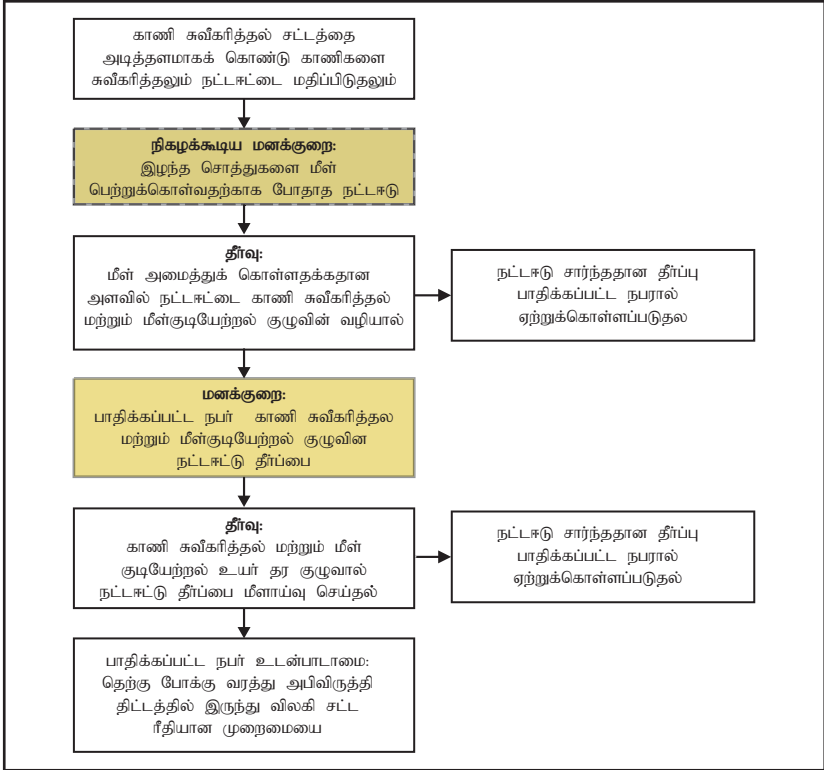 காணி சுவீகரித்தல் சட்டத்தை
அடித்தளமாகக் கொண்டு காணிகளை
சுவீகரித்தலும் நட்டஈட்டை மதிப்பிடுதலும்
நிகழக்கூடிய மனக்குறை:
இழந்த சொத்துகளை மீள்
பெற்றுக்கொள்வதற்காக போதாத நட்டஈடு
தீர்வு:
மீள் அமைத்துக் கொள்ளதக்கதான
அளவில் நட்டஈட்டை காணி சுவீகரித்தல்
மற்றும் மீள்குடியேற்றல் குழுவின் வழியால்
நட்டஈடு சார்ந்ததான தீர்ப்பு
பாதிக்கப்பட்ட நபரால்
ஏற்றுக்கொள்ளப்படுதல
மனக்குறை:
பாதிக்கப்பட்ட நபர் காணி சுவீகரித்தல
மற்றும் மீள்குடியேற்றல் குழுவின
நட்டஈட்டு தீர்ப்பை
தீர்வு:
காணி சுவீகரித்தல் மற்றும் மீள்
குடியேற்றல் உயர் தர குழுவால்
நட்டஈட்டு தீர்ப்பை மீளாய்வு செய்தல்
நட்டஈடு சார்ந்ததான தீர்ப்பு
பாதிக்கப்பட்ட நபரால்
ஏற்றுக்கொள்ளப்படுதல்
பாதிக்கப்பட்ட நபர் உடன்பாடாமை:
தெற்கு போக்கு வரத்து அபிவிருத்தி
திட்டத்தில் இருந்து விலகி சட்ட
ரீதியான முறைமையை